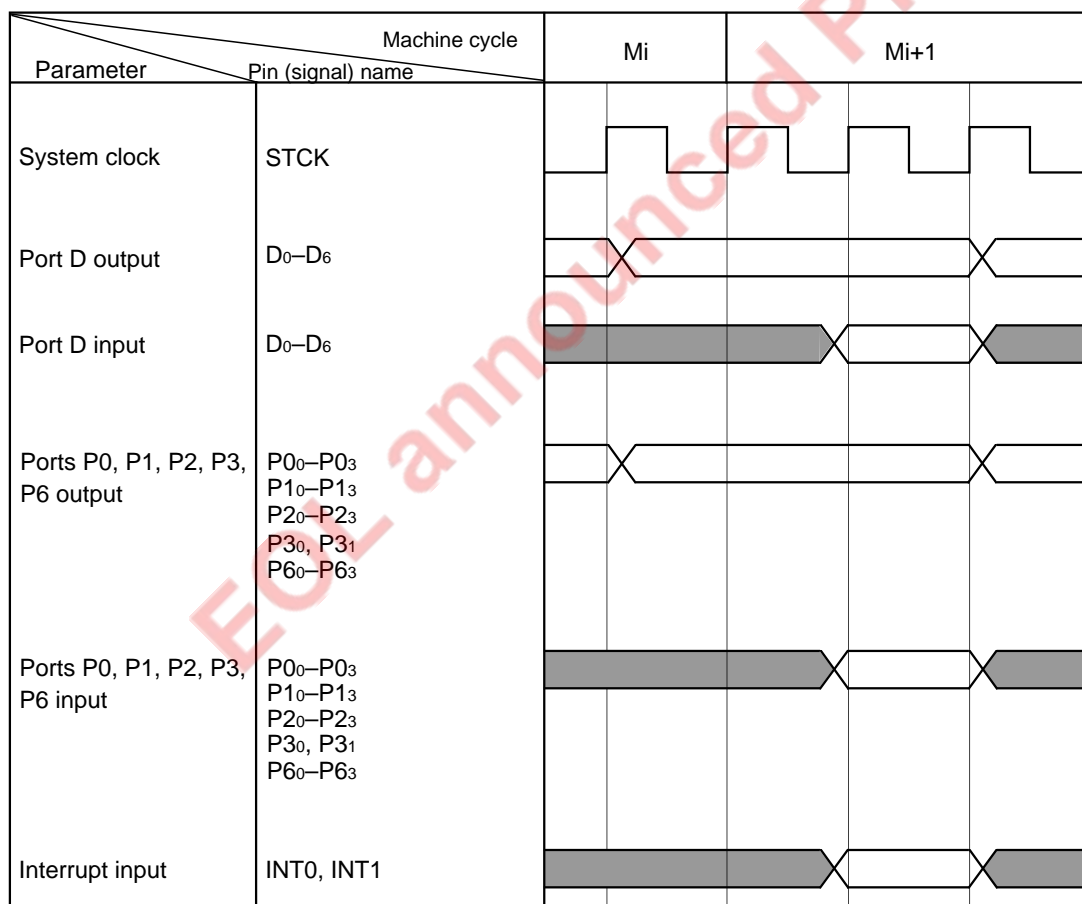 Machine cycle
Parameter
Pin (signal) name
Mi
Mi+1
System clock
STCK
Port D output
D0–D6
Port D input
D0–D6
Ports P0, P1, P2, P3,
P6 output
P00–P03
P10–P13
P20–P23
P30, P31
P60–P63
Ports P0, P1, P2, P3,
P6 input
P00–P03
P10–P13
P20–P23
P30, P31
P60–P63
Interrupt input
INT0, INT1
EOL announced